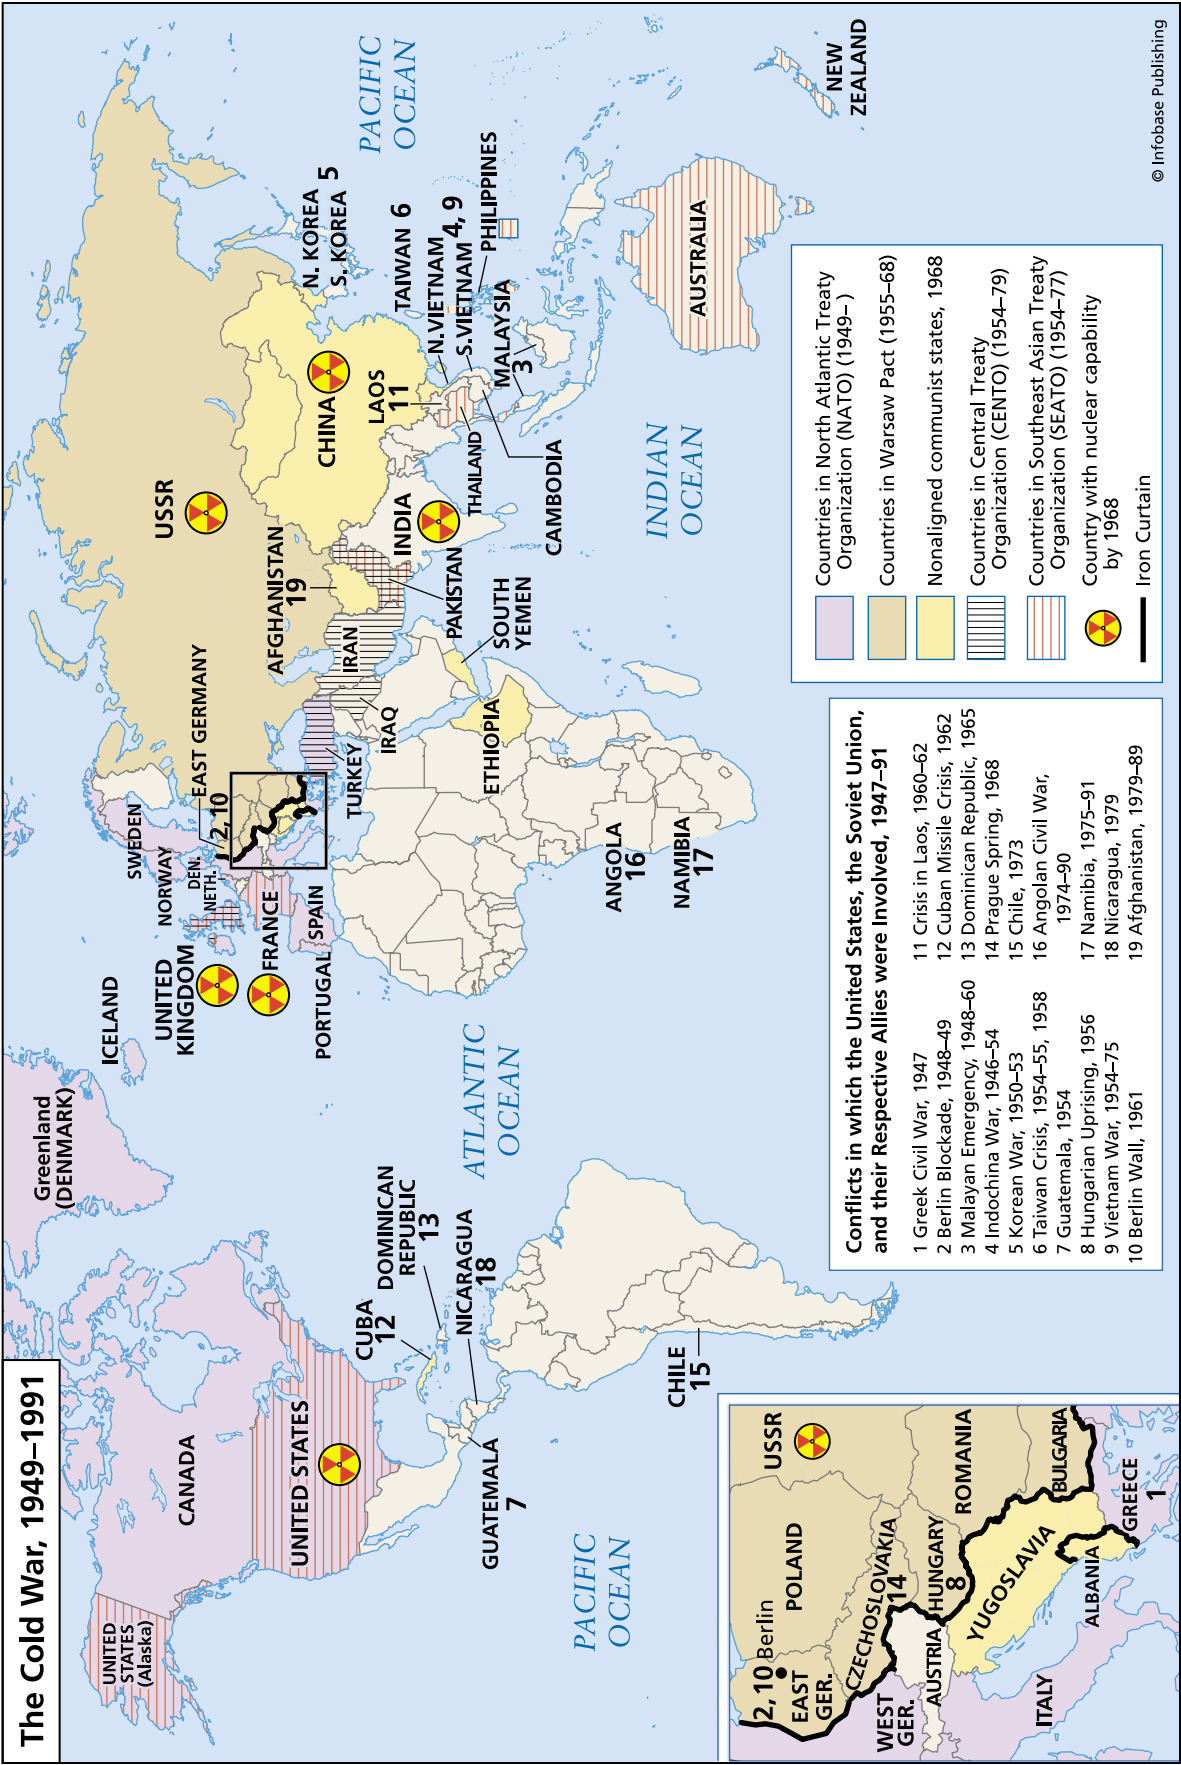 The Cold War, 1949–1991
UNITED
STATES
(Alaska)
CANADA
UNITED STATES
Greenland
(DENMARK)
ICELAND
GUATEMALA
7
CUBA
12
DOMINICAN
REPUBLIC
13
NICARAGUA
18
CHILE
15
PACIFIC
OCEAN
ATLANTIC
OCEAN
UNITED
KINGDOM
FRANCE
PORTUGAL
SPAIN
NORWAY
SWEDEN
DEN.
NETH.
2, 10
EAST GERMANY
TURKEY
IRAQ
IRAN
AFGHANISTAN
19
USSR
CHINA
INDIA
PAKISTAN
SOUTH
YEMEN
ETHIOPIA
ANGOLA
16
NAMIBIA
17
LAOS
11
THAILAND
CAMBODIA
MALAYSIA
3
N.VIETNAM
S.VIETNAM
4, 9
PHILIPPINES
TAIWAN 6
N. KOREA
S. KOREA
5
PACIFIC
OCEAN
INDIAN
OCEAN
AUSTRALIA
NEW
ZEALAND
2, 10
Berlin
EAST
GER.
POLAND
USSR
CZECHOSLOVAKIA
14
WEST
GER.
AUSTRIA
HUNGARY
8
ROMANIA
YUGOSLAVIA
BULGARIA
ITALY
ALBANIA
GREECE
1
Conflicts in which the United States, the Soviet Union,
and their Respective Allies were Involved, 1947–91
1 Greek Civil War, 1947
2 Berlin Blockade, 1948–49
3 Malayan Emergency, 1948–60
4 Indochina War, 1946–54
5 Korean War, 1950–53
6 Taiwan Crisis, 1954–55, 1958
7 Guatemala, 1954
8 Hungarian Uprising, 1956
9 Vietnam War, 1954–75
10 Berlin Wall, 1961
11 Crisis in Laos, 1960–62
12 Cuban Missile Crisis, 1962
13 Dominican Republic, 1965
14 Prague Spring, 1968
15 Chile, 1973
16 Angolan Civil War,
1974–90
17 Namibia, 1975–91
18 Nicaragua, 1979
19 Afghanistan, 1979–89
Countries in North Atlantic Treaty
Organization (NATO) (1949– )
Countries in Warsaw Pact (1955–68)
Nonaligned communist states, 1968
Countries in Central Treaty
Organization (CENTO) (1954–79)
Countries in Southeast Asian Treaty
Organization (SEATO) (1954–77)
Country with nuclear capability
by 1968
Iron Curtain
© Infobase Publishing